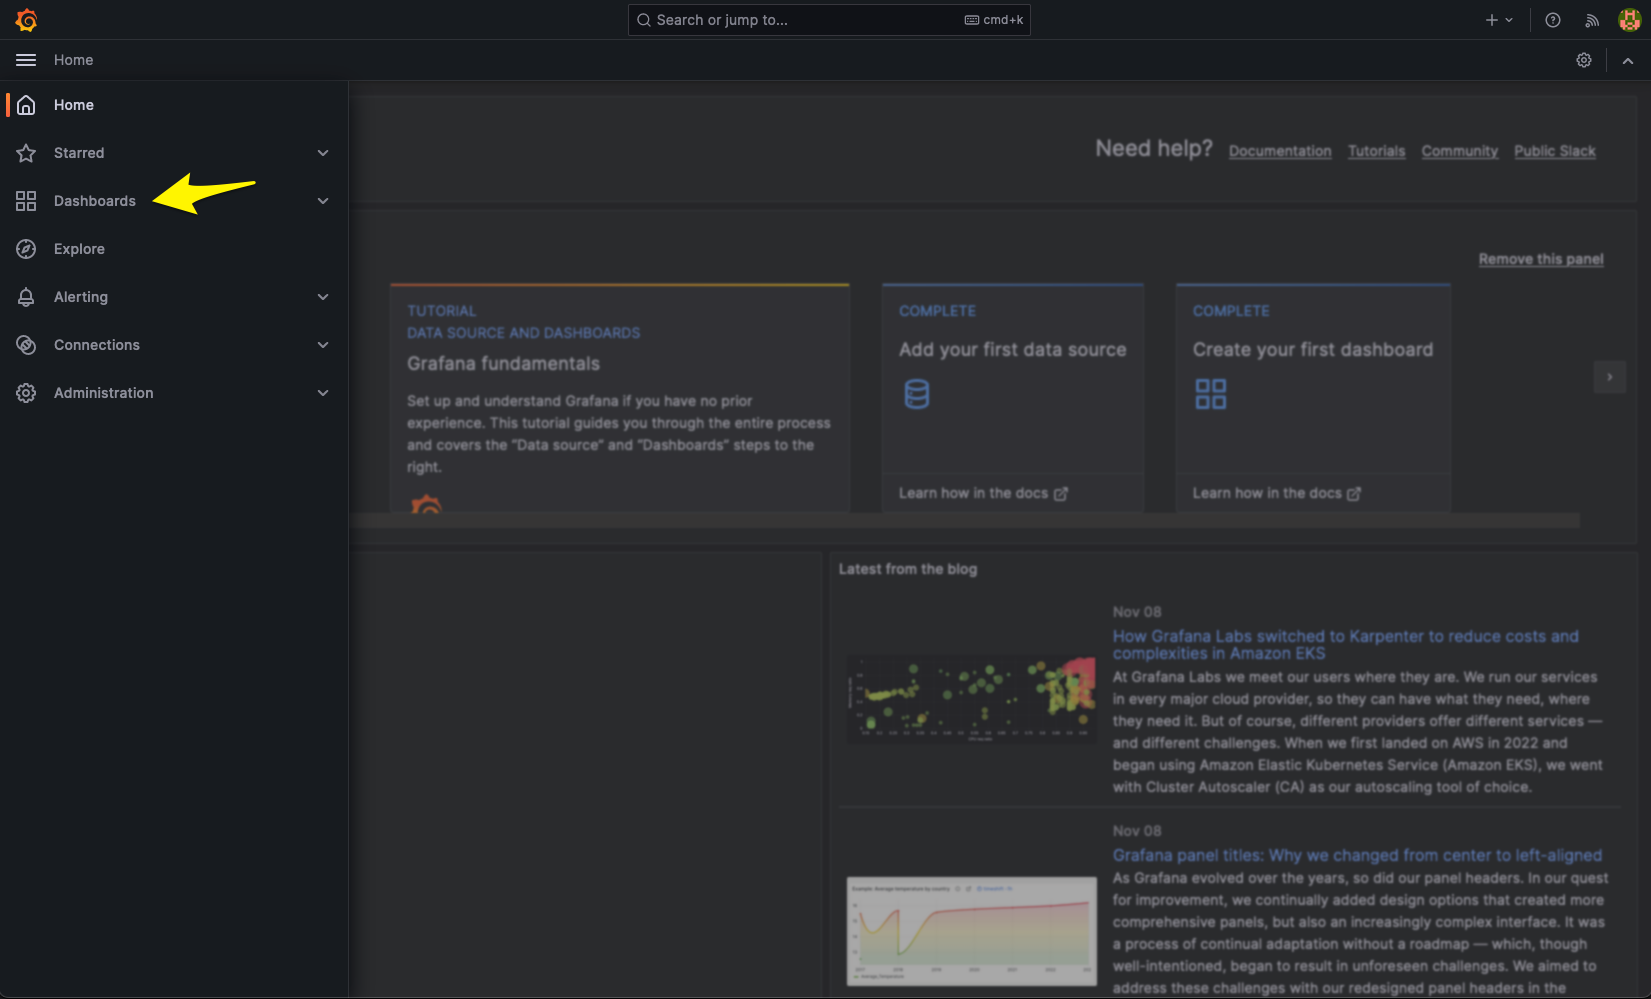 Search or jump to...
cmd+k
Home
Home
Starred
Dashboards
Explore
Alerting
Connections
Administration
Need help?
Documentation
Tutorials
Community
Public Slack
Remove this panel
TUTORIAL
DATA SOURCE AND DASHBOARDS
Grafana fundamentals
Set up and understand Grafana if you have no prior
experience. This tutorial guides you through the entire process
and covers the "Data source" and "Dashboards" steps to the
right.
COMPLETE
Add your first data source
Learn how in the docs
COMPLETE
Create your first dashboard
Learn how in the docs
Latest from the blog
Nov 08
How Grafana Labs switched to Karpenter to reduce costs and
complexities in Amazon EKS
At Grafana Labs we meet our users where they are. We run our services
in every major cloud provider, so they can have what they need, where
they need it. But of course, different providers offer different services —
and different challenges. When we first landed on AWS in 2022 and
began using Amazon Elastic Kubernetes Service (Amazon EKS), we went
with Cluster Autoscaler (CA) as our autoscaling tool of choice.
Nov 08
Grafana panel titles: Why we changed from center to left-aligned
As Grafana evolved over the years, so did our panel headers. In our quest
for improvement, we continually added design options that created more
comprehensive panels, but also an increasingly complex interface. It was
a process of continual adaptation without a roadmap — which, though
well-intentioned, began to result in unforeseen challenges. We aimed to
address these challenges with our redesigned panel headers in the
Example: Average temperature by country